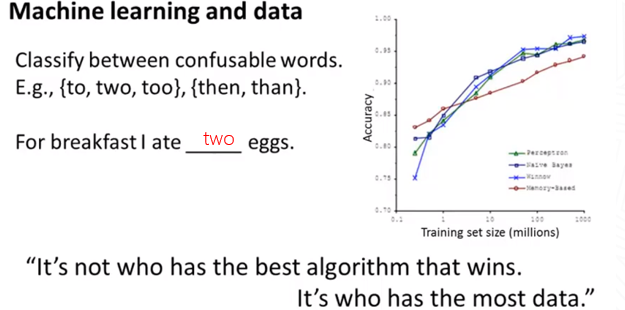 Machine learning and data
Classify between confusable words.
E.g., {to, two, too}, {then, than}.
For breakfast I ate _____ two eggs.
1.00
0.95
0.90
0.85
0.80
0.75
0.70
Accuracy
Perceptron
Naive Bayes
Winnow
Memory-Based
0.1
1
10
100
1000
Training set size (millions)
“It’s not who has the best algorithm that wins.
It’s who has the most data.”